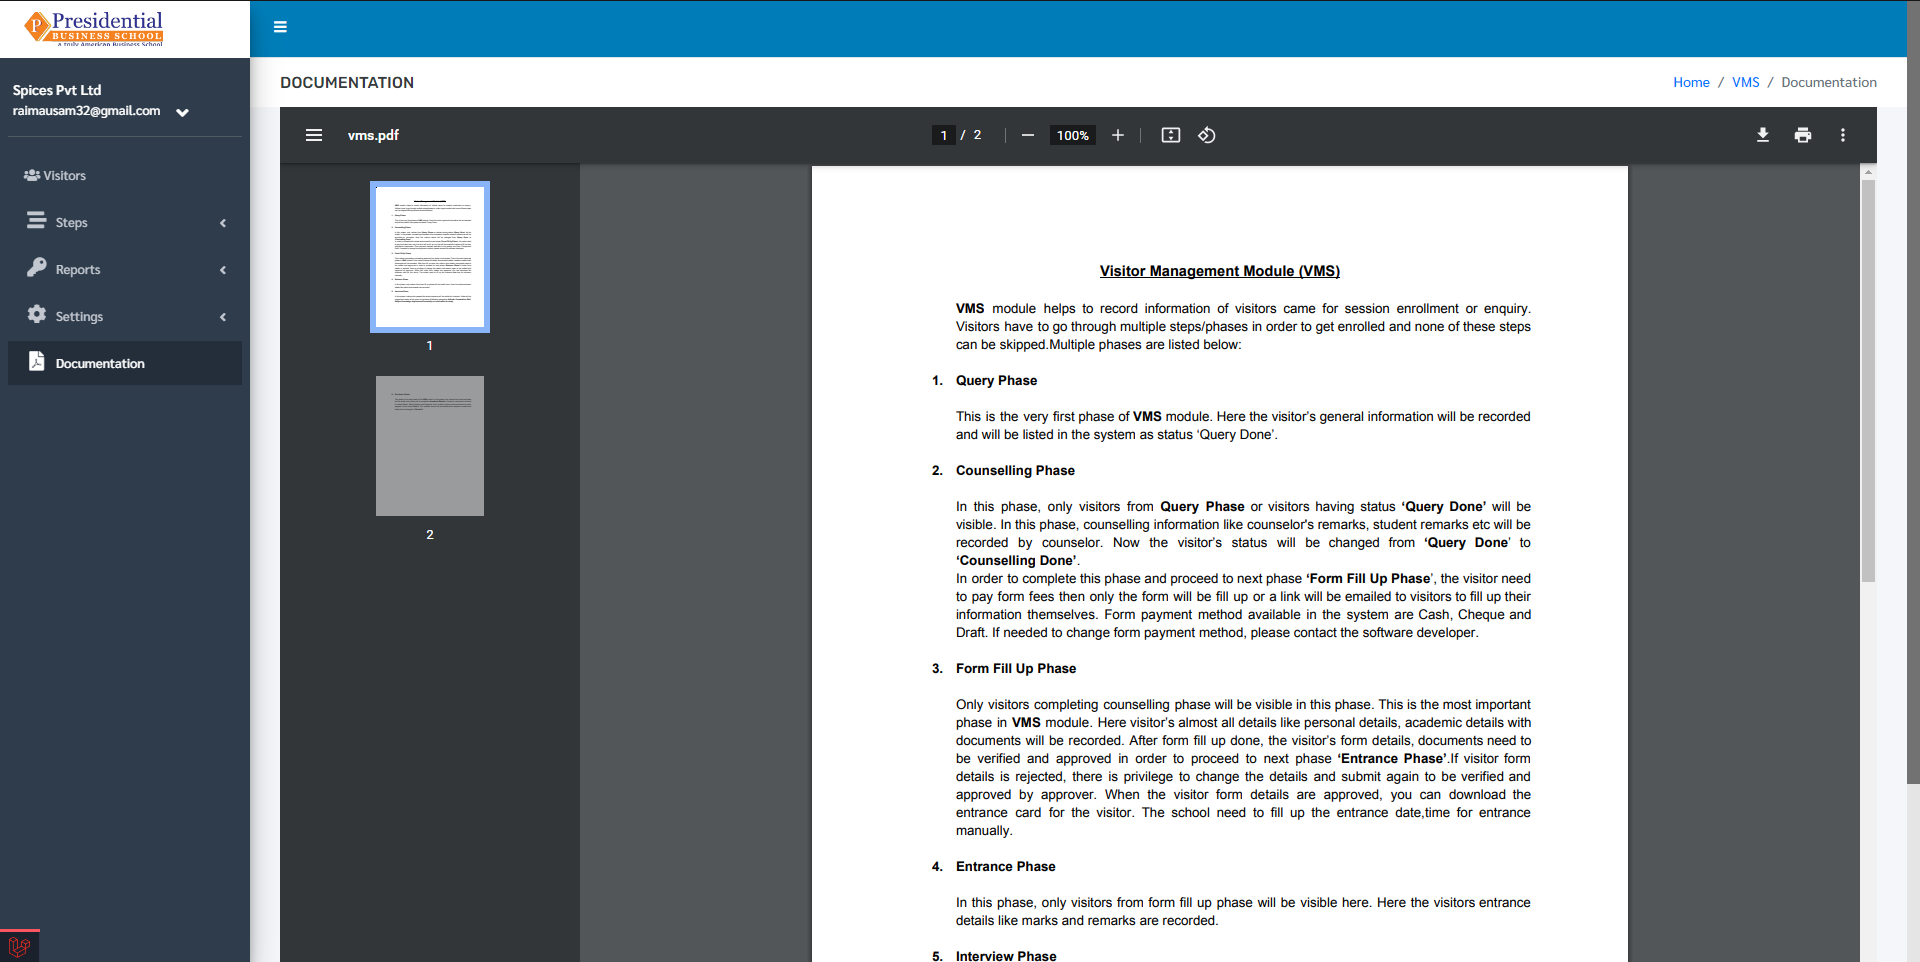 Presidential
BUSINESS SCHOOL
a truly American Business School
Spices Pvt Ltd
raimausam32@gmail.com
Visitors
Steps
Reports
Settings
Documentation
DOCUMENTATION
Home / VMS / Documentation
vms.pdf
1 / 2
100%
1
2
Visitor Management Module (VMS)
VMS module helps to record information of visitors came for session enrollment or enquiry.
Visitors have to go through multiple steps/phases in order to get enrolled and none of these steps
can be skipped.Multiple phases are listed below:
1. Query Phase
This is the very first phase of VMS module. Here the visitor’s general information will be recorded
and will be listed in the system as status ‘Query Done’.
2. Counselling Phase
In this phase, only visitors from Query Phase or visitors having status ‘Query Done’ will be
visible. In this phase, counselling information like counselor's remarks, student remarks etc will be
recorded by counselor. Now the visitor’s status will be changed from ‘Query Done’ to
‘Counselling Done’.
In order to complete this phase and proceed to next phase ‘Form Fill Up Phase’, the visitor need
to pay form fees then only the form will be fill up or a link will be emailed to visitors to fill up their
information themselves. Form payment method available in the system are Cash, Cheque and
Draft. If needed to change form payment method, please contact the software developer.
3. Form Fill Up Phase
Only visitors completing counselling phase will be visible in this phase. This is the most important
phase in VMS module. Here visitor’s almost all details like personal details, academic details with
documents will be recorded. After form fill up done, the visitor’s form details, documents need to
be verified and approved in order to proceed to next phase ‘Entrance Phase’.If visitor form
details is rejected, there is privilege to change the details and submit again to be verified and
approved by approver. When the visitor form details are approved, you can download the
entrance card for the visitor. The school need to fill up the entrance date,time for entrance
manually.
4. Entrance Phase
In this phase, only visitors from form fill up phase will be visible here. Here the visitors entrance
details like marks and remarks are recorded.
5. Interview Phase